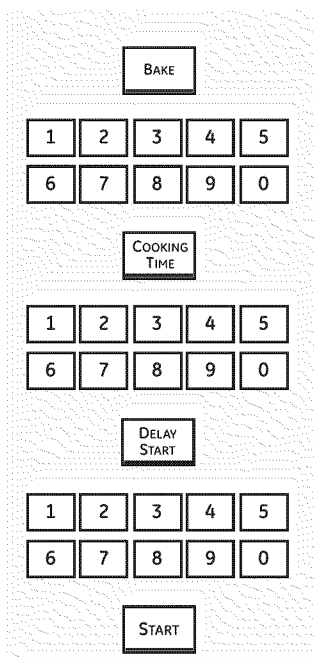 BAKE
1 2 3 4 5
6 7 8 9 0
COOKING
TIME
1 2 3 4 5
6 7 8 9 0
DELAY
START
1 2 3 4 5
6 7 8 9 0
START